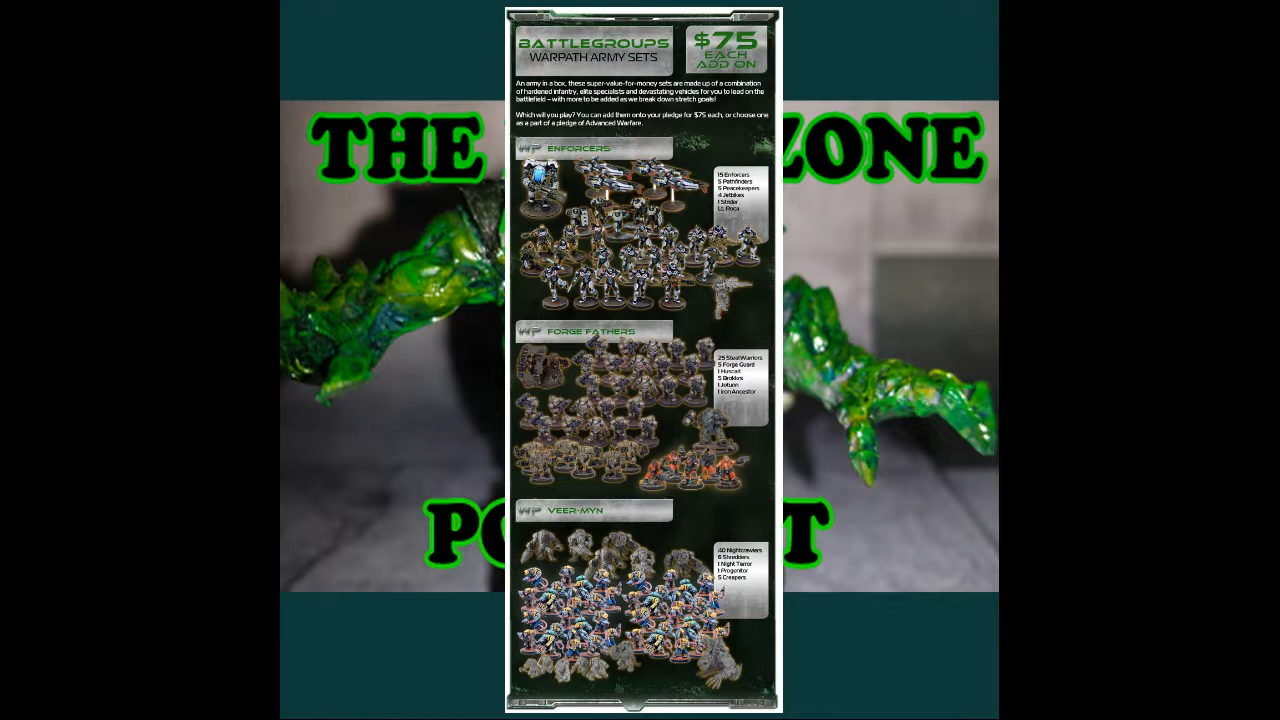 BATTLEGROUPS
WARPATH ARMY SETS
$75
EACH
ADD ON
An army in a box, these super-value-for-money sets are made up of a combination
of hardened infantry, elite specialists and devastating vehicles for you to lead on the
battlefield – with more to be added as we break down stretch goals!
Which will you play? You can add them onto your pledge for $75 each, or choose one
as a part of a pledge of Advanced Warfare.
THE ZONE
WP ENFORCERS
15 Enforcers
5 Pathfinders
5 Peacekeepers
4 Jetbikes
1 Strider
Lt. Roca
WP FORGE FATHERS
25 Steel Warriors
5 Forge Guard
1 Huscarl
5 Brokkrs
1 Jotunn
1 Iron Ancestor
WP VEER-MYN
40 Nightcrawlers
6 Shredders
1 Night Terror
1 Progenitor
5 Creepers